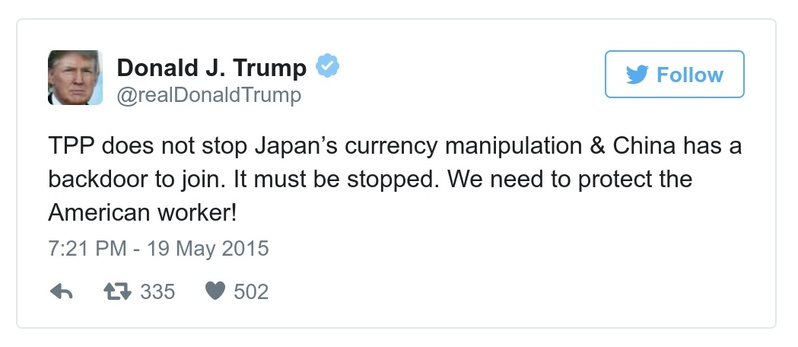 Donald J. Trump
@realDonaldTrump
Follow
TPP does not stop Japan’s currency manipulation & China has a
backdoor to join. It must be stopped. We need to protect the
American worker!
7:21 PM - 19 May 2015
335 502